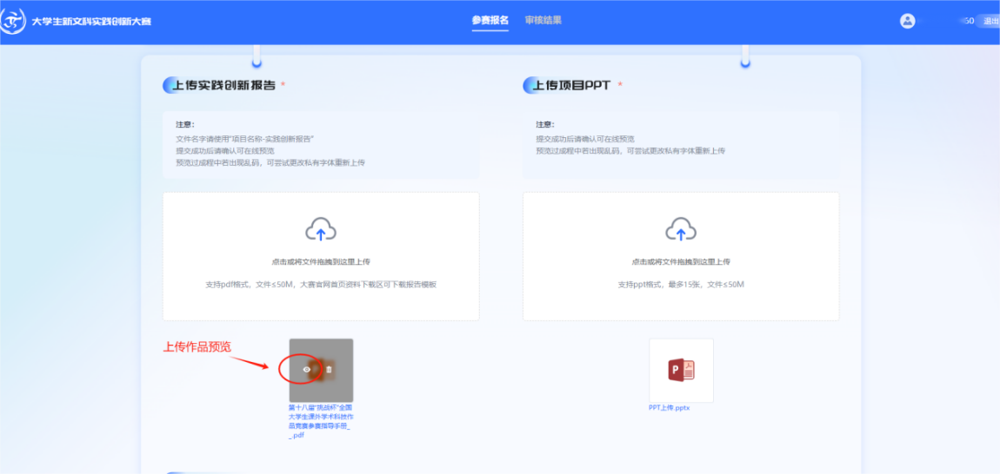 大学生新文科实践创新大赛
参赛报名
审核结果
50
退出
上传实践创新报告 *
注意：
文件名字请使用"项目名称-实践创新报告"
提交成功后请确认可在线预览
预览过成程中若出现乱码，可尝试更改私有字体重新上传
点击或将文件拖拽到这里上传
支持pdf格式，文件≤50M，大赛官网首页资料下载区可下载报告模板
上传作品预览
第十八届"挑战杯"全国
大学生课外学术科技作
品竞赛参赛指导手册_
_.pdf
上传项目PPT *
注意：
提交成功后请确认可在线预览
预览过成程中若出现乱码，可尝试更改私有字体重新上传
点击或将文件拖拽到这里上传
支持ppt格式，最多15张，文件≤50M
P
PPT上传.pptx